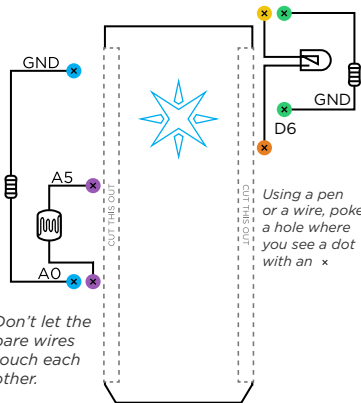 GND
A5
A0
CUT THIS OUT
Don't let the
bare wires
touch each
other.
CUT THIS OUT
GND
D6
Using a pen
or a wire, poke
a hole where
you see a dot
with an ×